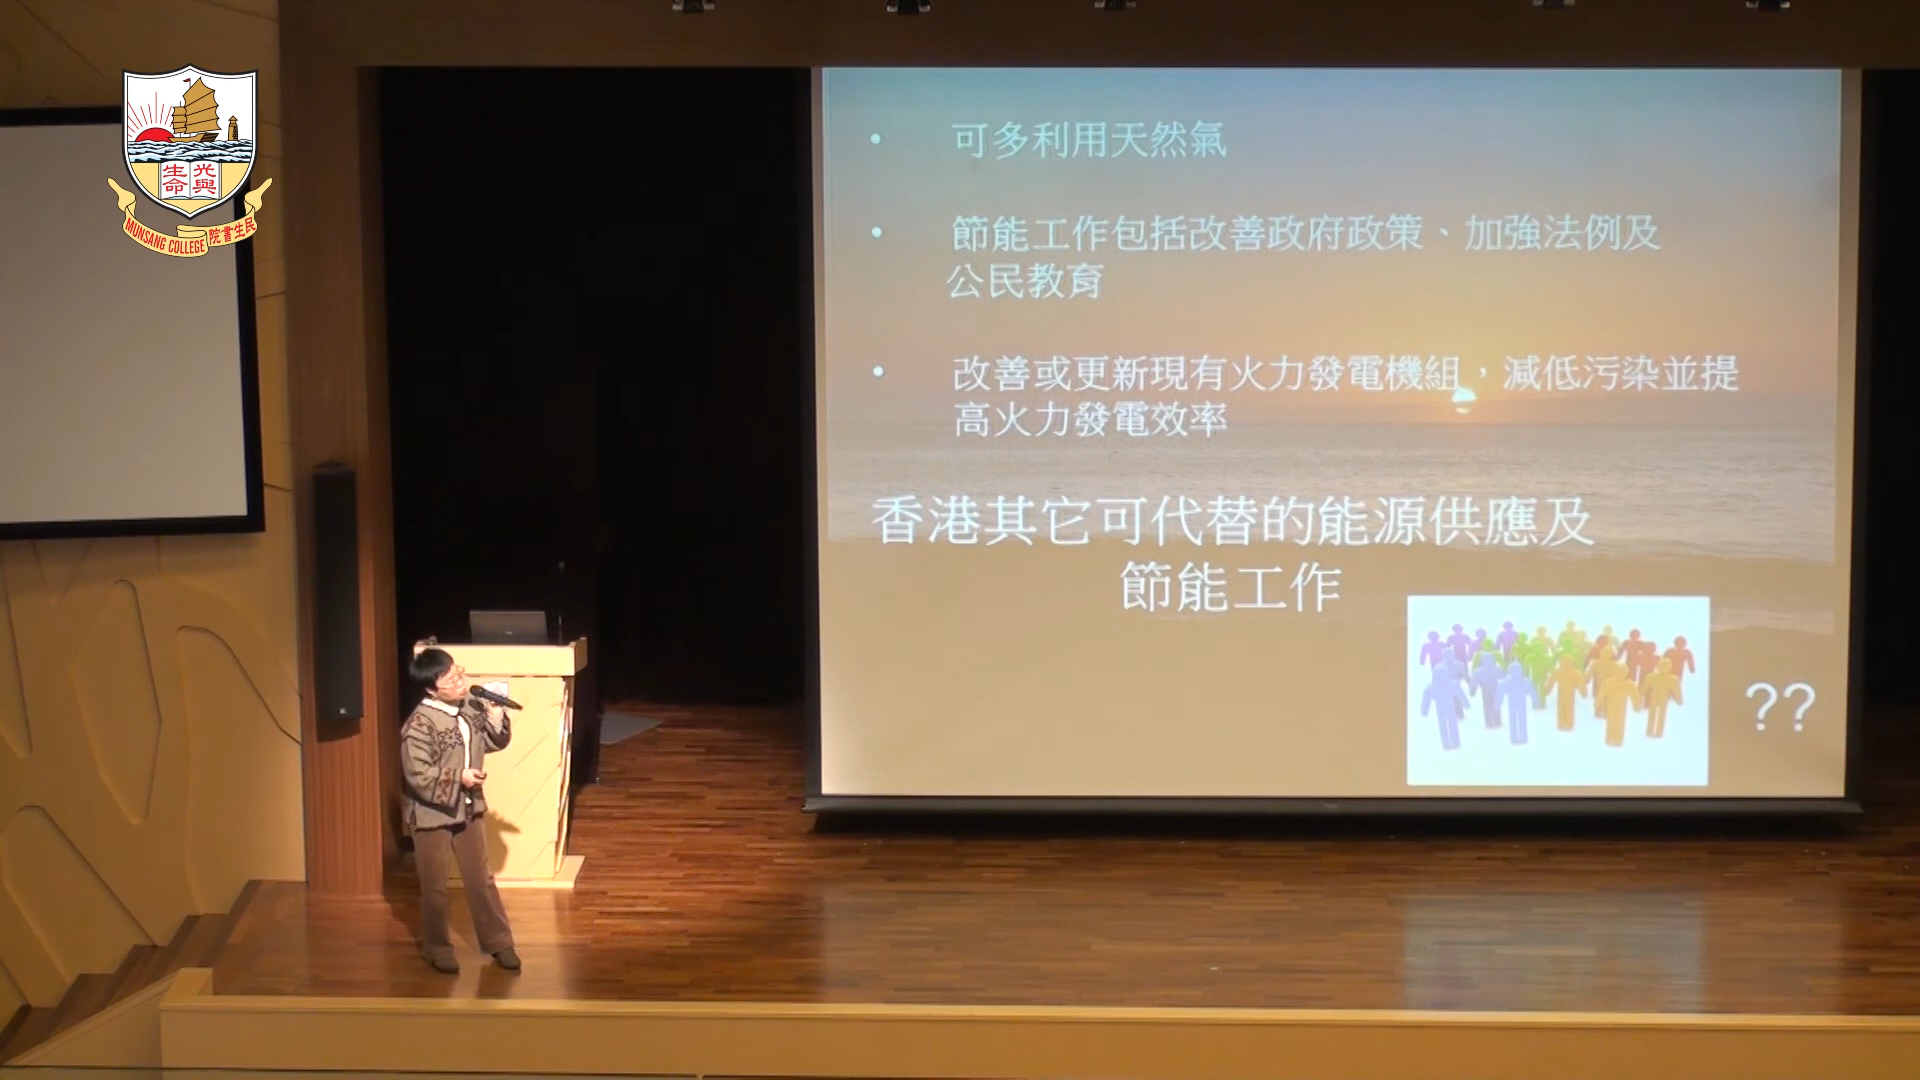 光與
生命
MUNSANG COLLEGE 民生書院
• 可多利用天然氣
• 節能工作包括改善政府政策、加強法例及
公民教育
• 改善或更新現有火力發電機組，減低污染並提
高火力發電效率
香港其它可代替的能源供應及
節能工作
??